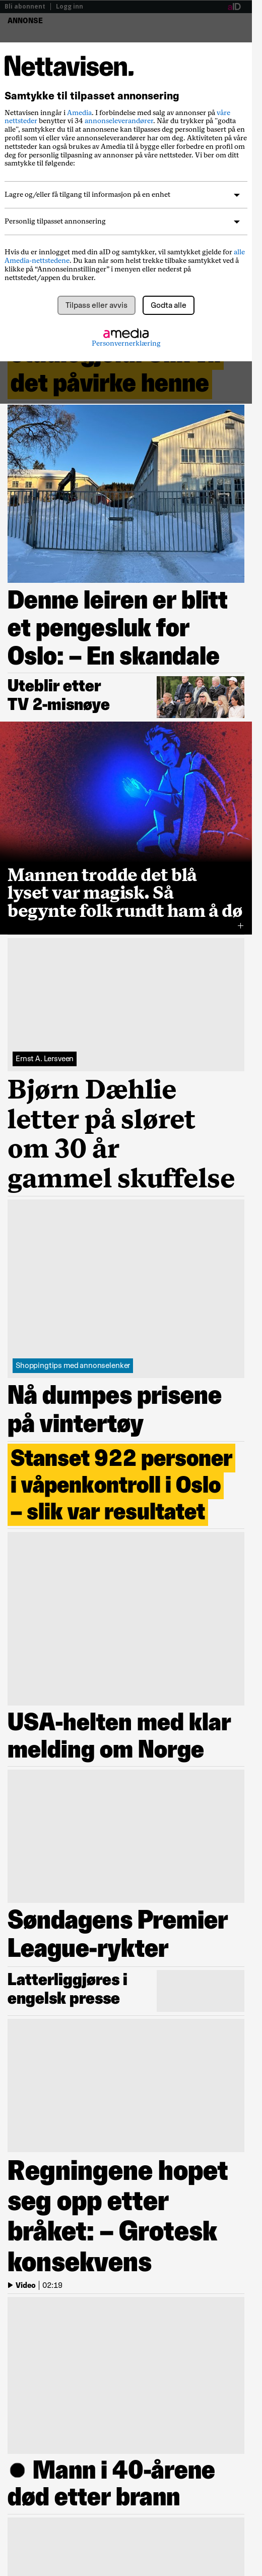 Bli abonnent | Logg inn
aID
ANNONSE
Nettavisen.
Samtykke til tilpasset annonsering
Nettavisen inngår i Amedia. I forbindelse med salg av annonser på våre
nettsteder benytter vi 34 annonseleverandører. Når du trykker på "godta
alle", samtykker du til at annonsene kan tilpasses deg personlig basert på en
profil som vi eller våre annonseleverandører har om deg. Aktiviteten på våre
nettsteder kan også brukes av Amedia til å bygge eller forbedre en profil om
deg for personlig tilpasning av annonser på våre nettsteder. Vi ber om ditt
samtykke til følgende:
Lagre og/eller få tilgang til informasjon på en enhet
Personlig tilpasset annonsering
Hvis du er innlogget med din aID og samtykker, vil samtykket gjelde for alle
Amedia-nettstedene. Du kan når som helst trekke tilbake samtykket ved å
klikke på “Annonseinnstillinger” i menyen eller nederst på
nettstedet/appen du bruker.
Tilpass eller avvis
Godta alle
amedia
Personvernerklæring
det påvirke henne
Denne leiren er blitt
et pengesluk for
Oslo: – En skandale
Uteblir etter
TV 2-misnøye
Mannen trodde det blå
lyset var magisk. Så
begynte folk rundt ham å dø
+
Ernst A. Lersveen
Bjørn Dæhlie
letter på sløret
om 30 år
gammel skuffelse
Shoppingtips med annonselenker
Nå dumpes prisene
på vintertøy
Stanset 922 personer
i våpenkontroll i Oslo
– slik var resultatet
USA-helten med klar
melding om Norge
Søndagens Premier
League-rykter
Latterliggjøres i
engelsk presse
Regningene hopet
seg opp etter
bråket: – Grotesk
konsekvens
Video | 02:19
Mann i 40-årene
død etter brann